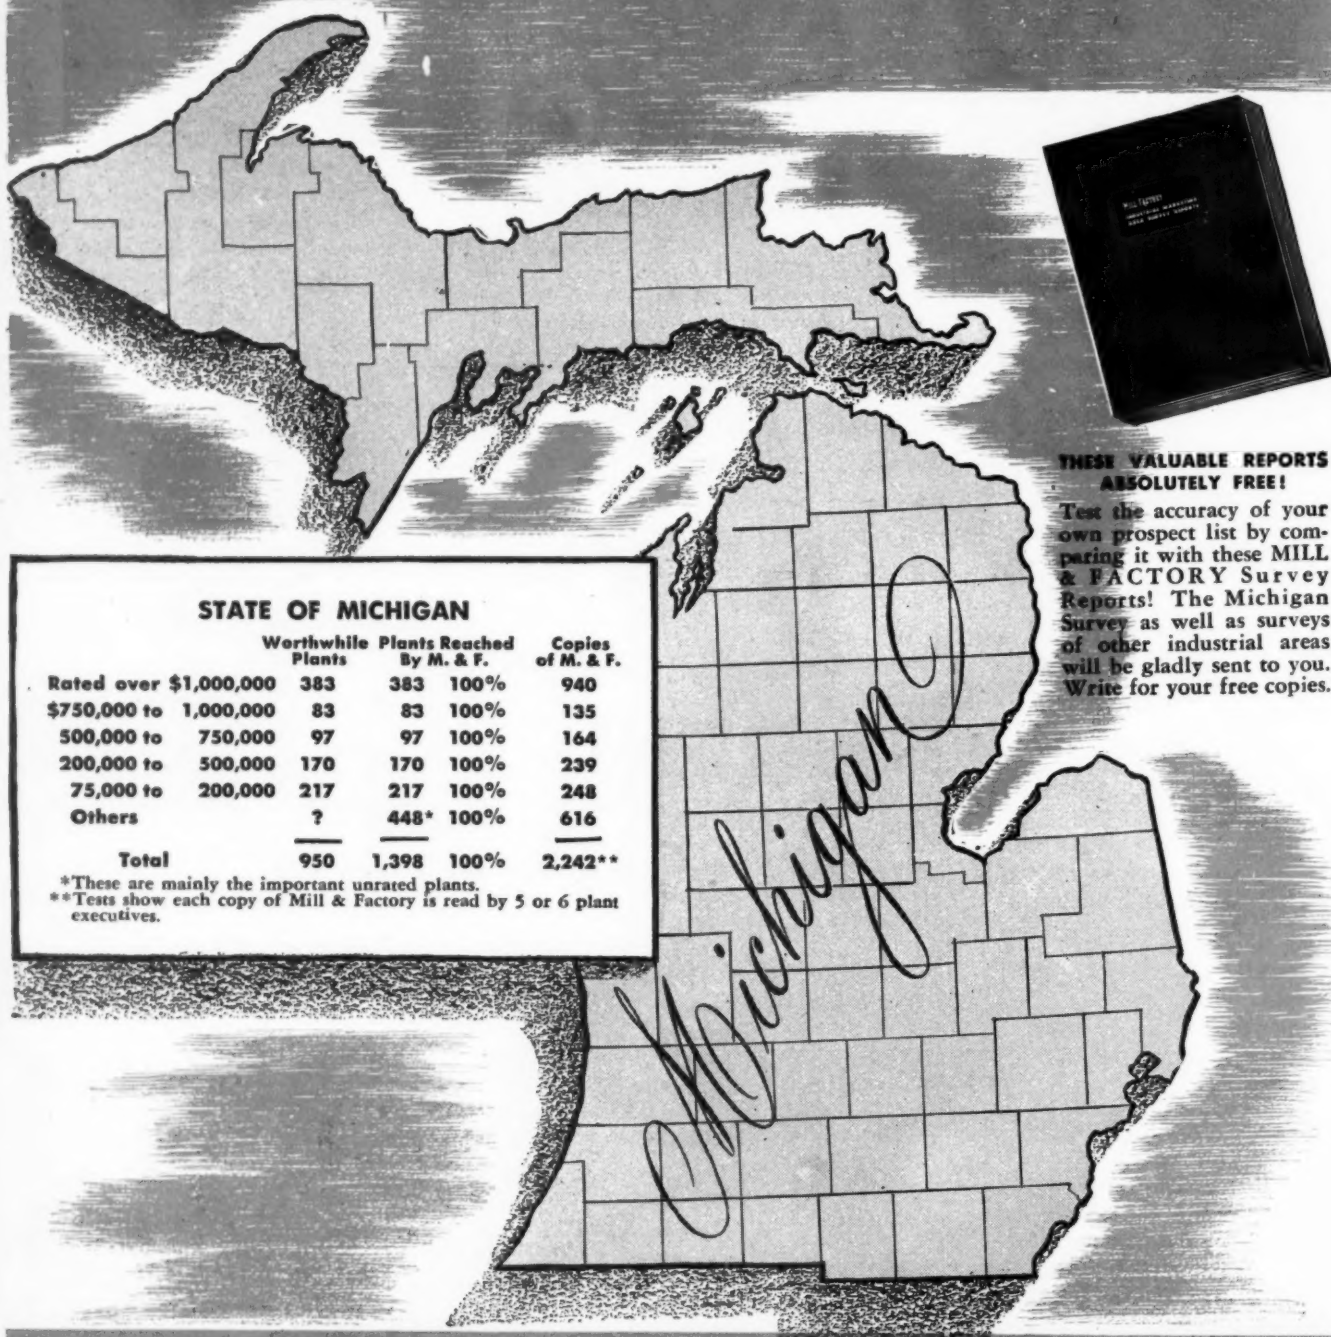 MILL FACTORY
INDUSTRIAL MARKETING
AREA SURVEY REPORTS
THESE VALUABLE REPORTS
ABSOLUTELY FREE!
Test the accuracy of your
own prospect list by com-
paring it with these MILL
& FACTORY Survey
Reports! The Michigan
Survey as well as surveys
of other industrial areas
will be gladly sent to you.
Write for your free copies.
STATE OF MICHIGAN
Worthwhile Plants Reached Copies
Plants By M. & F. of M. & F.
Rated over $1,000,000 383 383 100% 940
$750,000 to 1,000,000 83 83 100% 135
500,000 to 750,000 97 97 100% 164
200,000 to 500,000 170 170 100% 239
75,000 to 200,000 217 217 100% 248
Others ? 448* 100% 616
Total 950 1,398 100% 2,242**
*These are mainly the important unrated plants.
**Tests show each copy of Mill & Factory is read by 5 or 6 plant
executives.
Michigan